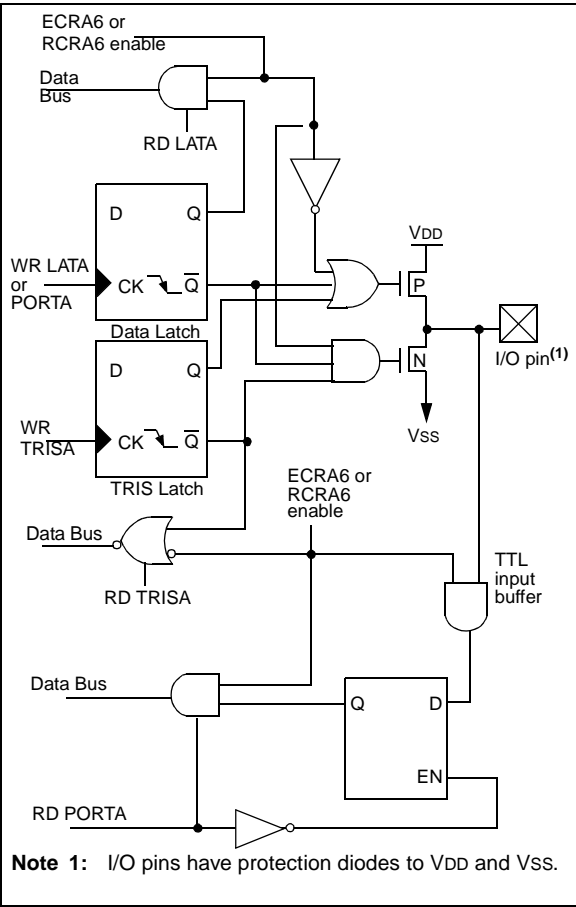 ECRA6 or
RCRA6 enable
Data
Bus
RD LATA
D Q
VDD
WR LATA
or
PORTA
CK Q
P
Data Latch
I/O pin(1)
D Q
N
WR
TRISA
CK Q
VSS
TRIS Latch
ECRA6 or
RCRA6
enable
Data Bus
TTL
input
buffer
RD TRISA
Data Bus
Q D
EN
RD PORTA
Note 1: I/O pins have protection diodes to VDD and VSS.